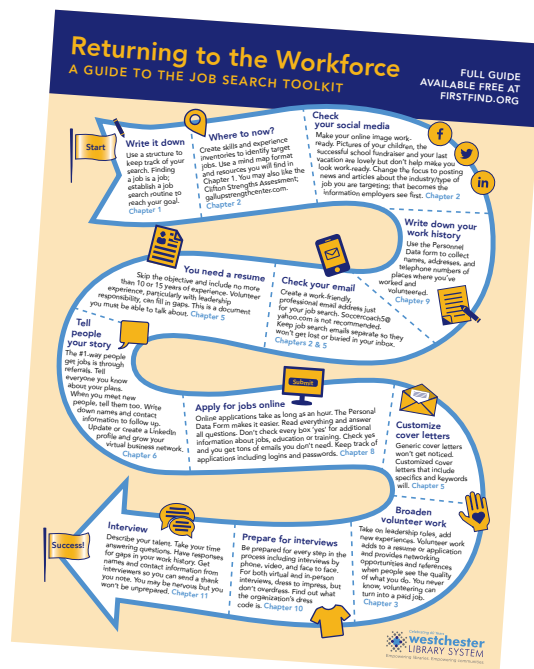 Returning to the Workforce
A GUIDE TO THE JOB SEARCH TOOLKIT
FULL GUIDE
AVAILABLE FREE AT
FIRSTFIND.ORG
Start
Write it down
Use a structure to
keep track of your
search. Finding
a job is a job;
establish a job
search routine to
reach your goal.
Chapter 1
Where to now?
Create skills and experience
inventories to identify target
jobs. Use a mind map format
and resources you will find in
Chapter 1. You may also like the
Clifton Strengths Assessment;
gallupstrengthcenter.com.
Chapter 2
Check
your social media
Make your online image work-
ready. Pictures of your children, the
successful school fundraiser and your last
vacation are lovely but don't help make you
look work-ready. Change the focus to posting
news and articles about the industry/type of
job you are targeting; that becomes the
information employers see first. Chapter 2
f
in
Write down your
work history
Use the Personnel
Data form to collect
names, addresses, and
telephone numbers of
places where you've
worked and
volunteered.
Chapter 9
Check your email
Create a work-friendly,
professional email address just
for your job search. Soccercoach5@
yahoo.com is not recommended.
Keep job search emails separate so they
won't get lost or buried in your inbox.
Chapters 2 & 5
You need a resume
Skip the objective and include no more
than 10 or 15 years of experience. Volunteer
experience, particularly with leadership
responsibility, can fill in gaps. This is a document
you must be able to talk about. Chapter 5
Tell
people
your story
The #1-way people
get jobs is through
referrals. Tell
everyone you know
about your plans.
When you meet new
people, tell them too. Write
down names and contact
information to follow up.
Update or create a LinkedIn
profile and grow your
virtual business network.
Chapter 6
Submit
Apply for jobs online
Online applications take as long as an hour. The Personal
Data Form makes it easier. Read everything and answer
all questions. Don't check every box 'yes' for additional
information about jobs, education or training. Check yes
and you get tons of emails you don't need. Keep track of
applications including logins and passwords. Chapter 8
Customize
cover letters
Generic cover letters
won't get noticed.
Customized cover
letters that include
specifics and keywords
will. Chapter 5
Broaden
volunteer work
Take on leadership roles, add
new experiences. Volunteer work
adds to a resume or application
and provides networking
opportunities and references
when people see the quality
of what you do. You never
know, volunteering can
turn into a paid job.
Chapter 3
Prepare for interviews
Be prepared for every step in the
process including interviews by
phone, video, and face to face.
For both virtual and in-person
interviews, dress to impress, but
don't overdress. Find out what
the organization's dress
code is. Chapter 10
Interview
Describe your talent. Take your time
answering questions. Have responses
for gaps in your work history. Get
names and contact information from
interviewers so you can send a thank
you note. You may be nervous but you
won't be unprepared. Chapter 11
Success!
westchester
LIBRARY SYSTEM
Empowering libraries. Empowering communities.